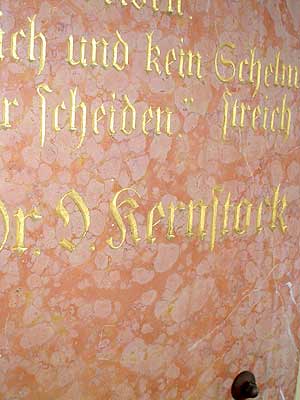 ich und kein Schelm
r ſcheiden." ſtreich
Dr. O. Kernſtock